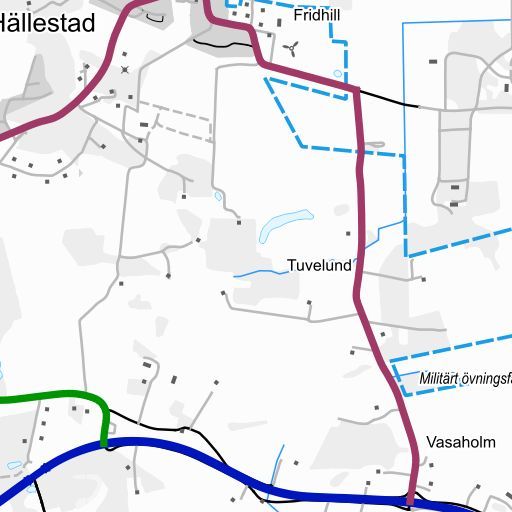 Hällestad
Fridhill
Tuvelund
Militärt övningsfä
Vasaholm